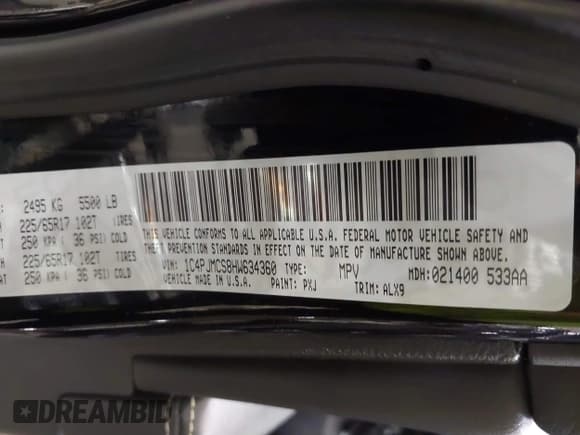 : 2495 KG 5500 LB
225/65R17 102T TIRES
250 KPA ( 36 PSI) COLD
225/65R17 102T TIRES
250 KPA ( 36 PSI) COLD
THIS VEHICLE CONFORMS TO ALL APPLICABLE U.S.A. FEDERAL MOTOR VEHICLE SAFETY AND
THEFT PREVENTION STANDARDS IN EFFECT ON THE DATE OF MANUFACTURE SHOWN ABOVE.
VIN: 1C4PJMCS8HW634360 TYPE: MPV MDH: 021400 533AA
VEHICLE MADE IN U.S.A. PAINT: PXJ TRIM: ALX9
DREAMBID